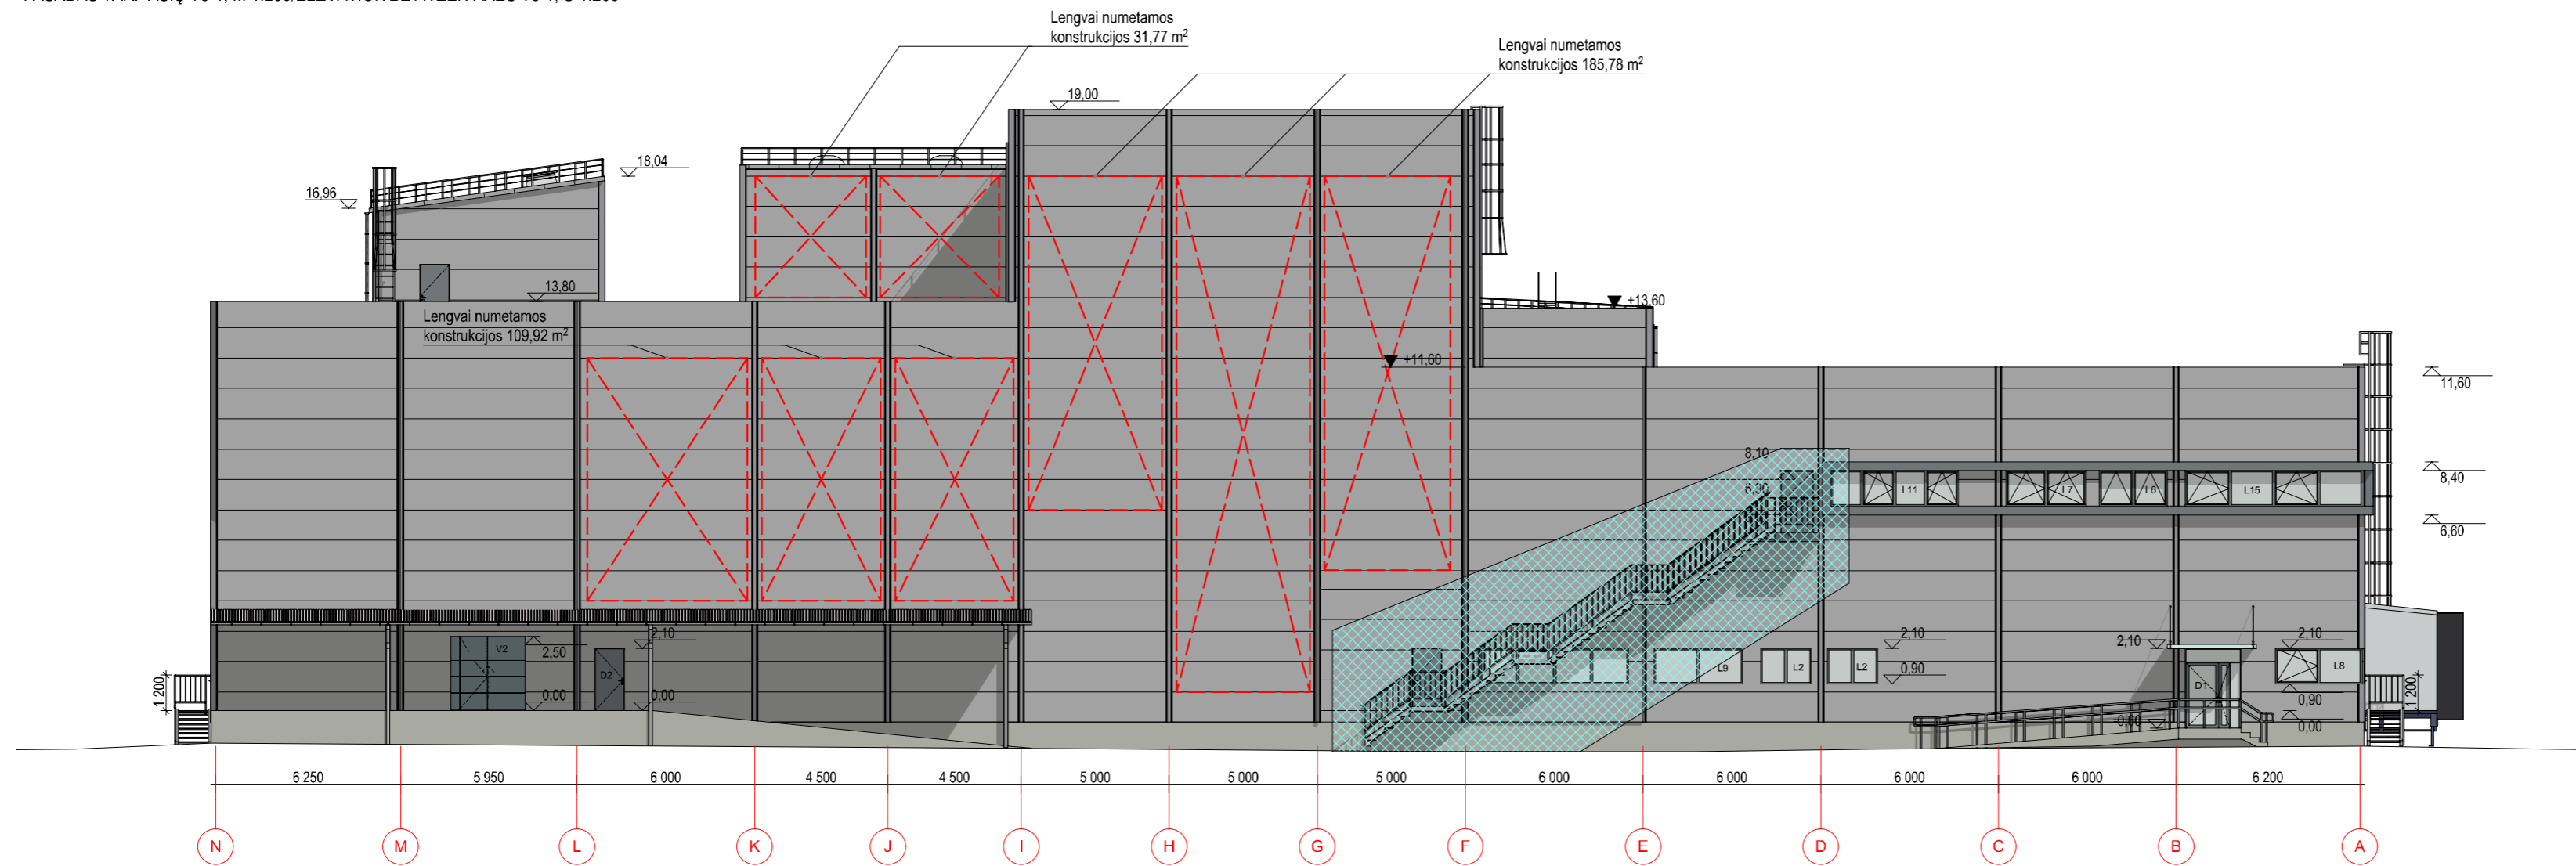 Lengvai numetamos
konstrukcijos 31,77 m²
Lengvai numetamos
konstrukcijos 185,78 m²
19,00
18,04
16,96
13,80
+13,60
Lengvai numetamos
konstrukcijos 109,92 m²
+11,60
11,60
8,10
8,40
L11
L7
L6
L15
6,60
V2
2,50
2,10
D2
0,00
0,00
1 200
L9
L2
L2
2,10
0,90
2,10
D1
-0,60
2,10
L8
0,90
0,00
1 200
6 250
5 950
6 000
4 500
4 500
5 000
5 000
5 000
6 000
6 000
6 000
6 000
6 200
N
M
L
K
J
I
H
G
F
E
D
C
B
A